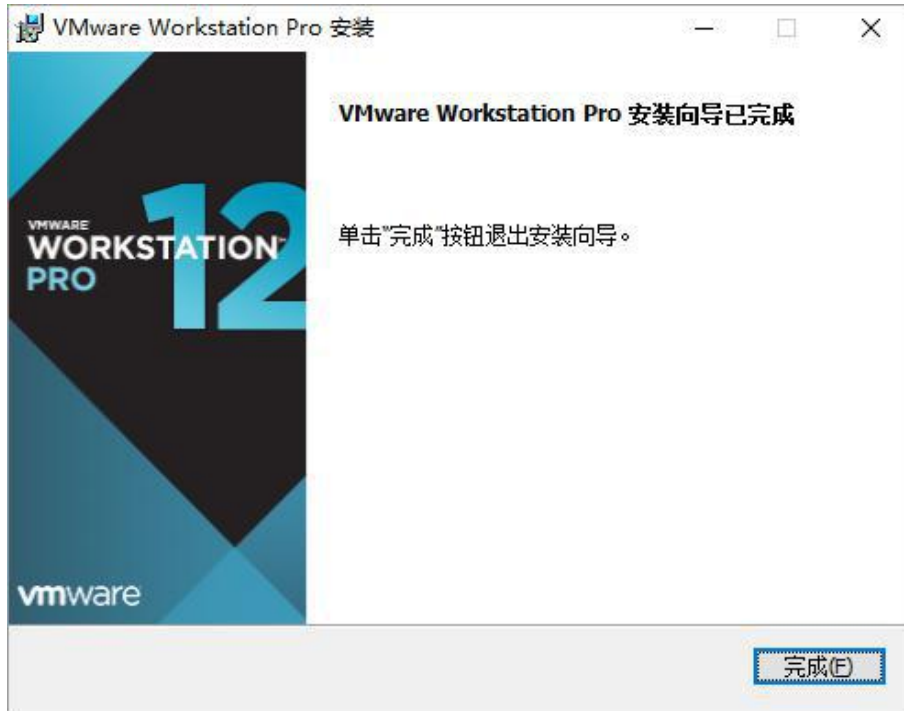 VMware Workstation Pro 安装
VMware Workstation Pro 安装向导已完成
单击"完成"按钮退出安装向导。
VMWARE
WORKSTATION
PRO
12
vmware
完成(F)